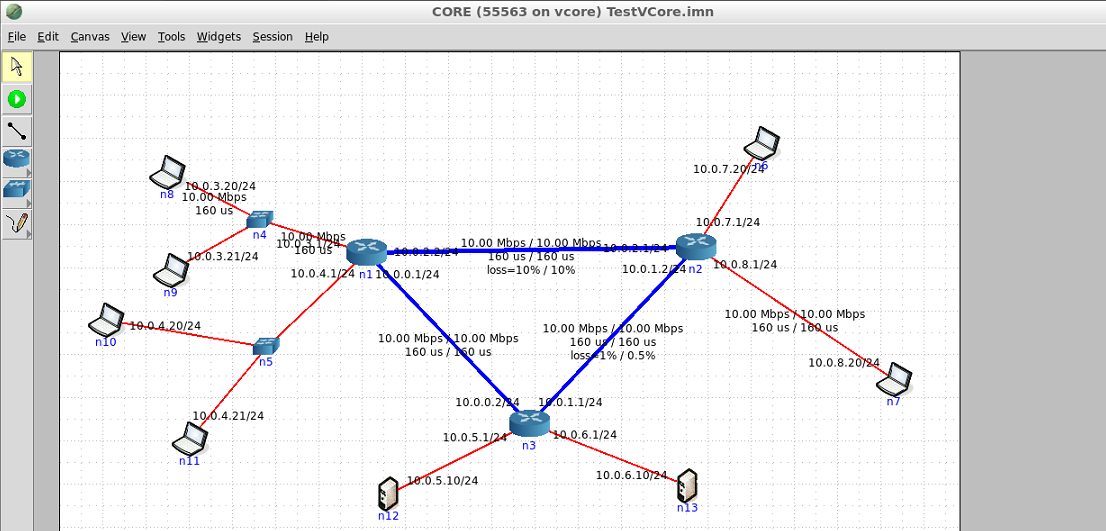 CORE (55563 on vcore) TestVCore.imn
File Edit Canvas View Tools Widgets Session Help
n6
10.0.7.20/24
10.0.3.20/24
n8
10.00 Mbps
160 us
10.0.7.1/24
n4
10.00 Mbps
10.0.3.1/24
160 us
10.00 Mbps / 10.00 Mbps
10.0.2.2/24
10.0.2.1/24
160 us / 160 us
loss=10% / 10%
10.0.3.21/24
10.0.8.1/24
10.0.1.2/24
n2
10.0.4.1/24
n1
10.0.0.1/24
n9
10.00 Mbps / 10.00 Mbps
160 us / 160 us
10.0.4.20/24
n10
10.00 Mbps / 10.00 Mbps
160 us / 160 us
10.00 Mbps / 10.00 Mbps
160 us / 160 us
loss=1% / 0.5%
n5
10.0.8.20/24
n7
10.0.0.2/24
10.0.1.1/24
10.0.4.21/24
10.0.5.1/24
10.0.6.1/24
n3
n11
10.0.5.10/24
10.0.6.10/24
n12
n13